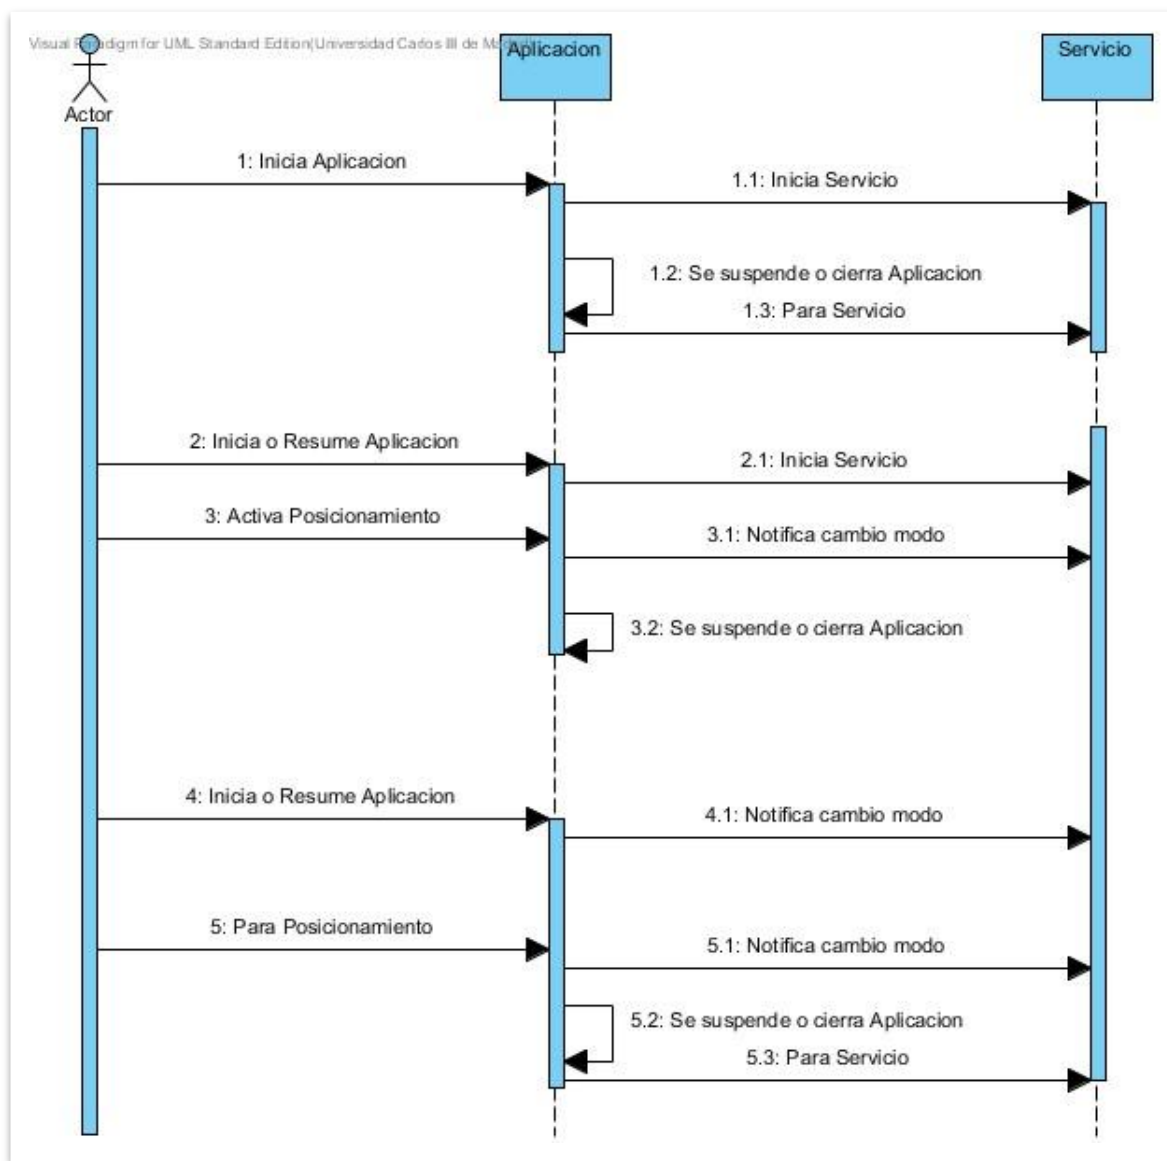 Visual Paradigm for UML Standard Edition(Universidad Carlos III de Madrid)
Aplicacion
Servicio
Actor
1: Inicia Aplicacion
1.1: Inicia Servicio
1.2: Se suspende o cierra Aplicacion
1.3: Para Servicio
2: Inicia o Resume Aplicacion
2.1: Inicia Servicio
3: Activa Posicionamiento
3.1: Notifica cambio modo
3.2: Se suspende o cierra Aplicacion
4: Inicia o Resume Aplicacion
4.1: Notifica cambio modo
5: Para Posicionamiento
5.1: Notifica cambio modo
5.2: Se suspende o cierra Aplicacion
5.3: Para Servicio